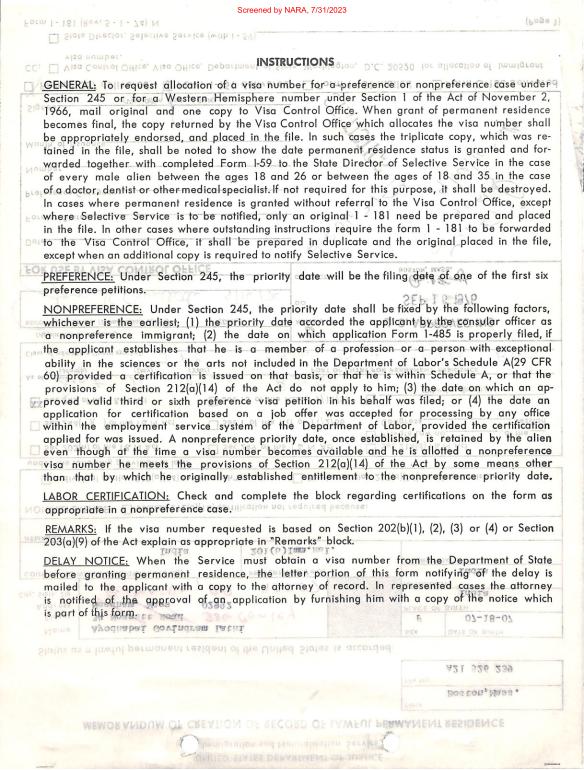 Screened by NARA, 7/31/2023
INSTRUCTIONS
GENERAL: To request allocation of a visa number for a preference or nonpreference case under
Section 245 or for a Western Hemisphere number under Section 1 of the Act of November 2,
1966, mail original and one copy to Visa Control Office. When grant of permanent residence
becomes final, the copy returned by the Visa Control Office which allocates the visa number shall
be appropriately endorsed, and placed in the file. In such cases the triplicate copy, which was re-
tained in the file, shall be noted to show the date permanent residence status is granted and for-
warded together with completed Form I-59 to the State Director of Selective Service in the case
of every male alien between the ages 18 and 26 or between the ages of 18 and 35 in the case
of a doctor, dentist or other medical specialist. If not required for this purpose, it shall be destroyed.
In cases where permanent residence is granted without referral to the Visa Control Office, except
where Selective Service is to be notified, only an original 1 - 181 need be prepared and placed
in the file. In other cases where outstanding instructions require the form 1 - 181 to be forwarded
to the Visa Control Office, it shall be prepared in duplicate and the original placed in the file,
except when an additional copy is required to notify Selective Service.
PREFERENCE: Under Section 245, the priority date will be the filing date of one of the first six
preference petitions.
NONPREFERENCE: Under Section 245, the priority date shall be fixed by the following factors,
whichever is the earliest; (1) the priority date accorded the applicant by the consular officer as
a nonpreference immigrant; (2) the date on which application Form 1-485 is properly filed, if
the applicant establishes that he is a member of a profession or a person with exceptional
ability in the sciences or the arts not included in the Department of Labor's Schedule A(29 CFR
60) provided a certification is issued on that basis, or that he is within Schedule A, or that the
provisions of Section 212(a)(14) of the Act do not apply to him; (3) the date on which an ap-
proved valid third or sixth preference visa petition in his behalf was filed; or (4) the date an
application for certification based on a job offer was accepted for processing by any office
within the employment service system of the Department of Labor, provided the certification
applied for was issued. A nonpreference priority date, once established, is retained by the alien
even though at the time a visa number becomes available and he is allotted a nonpreference
visa number he meets the provisions of Section 212(a)(14) of the Act by some means other
than that by which he originally established entitlement to the nonpreference priority date.
LABOR CERTIFICATION: Check and complete the block regarding certifications on the form as
appropriate in a nonpreference case.
REMARKS: If the visa number requested is based on Section 202(b)(1), (2), (3) or (4) or Section
203(a)(9) of the Act explain as appropriate in "Remarks" block.
DELAY NOTICE: When the Service must obtain a visa number from the Department of State
before granting permanent residence, the letter portion of this form notifying of the delay is
mailed to the applicant with a copy to the attorney of record. In represented cases the attorney
is notified of the approval of an application by furnishing him with a copy of the notice which
is part of this form.